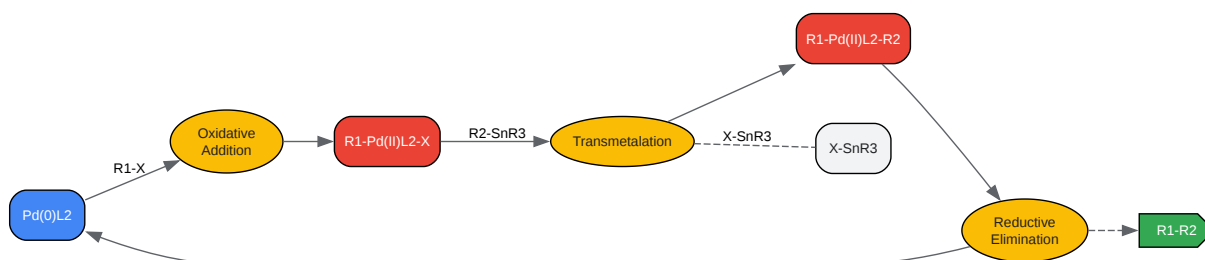 R1-Pd(II)L2-R2
Oxidative
Addition
R1-Pd(II)L2-X
R2-SnR3
Transmetalation
X-SnR3
X-SnR3
R1-X
Pd(0)L2
Reductive
Elimination
R1-R2